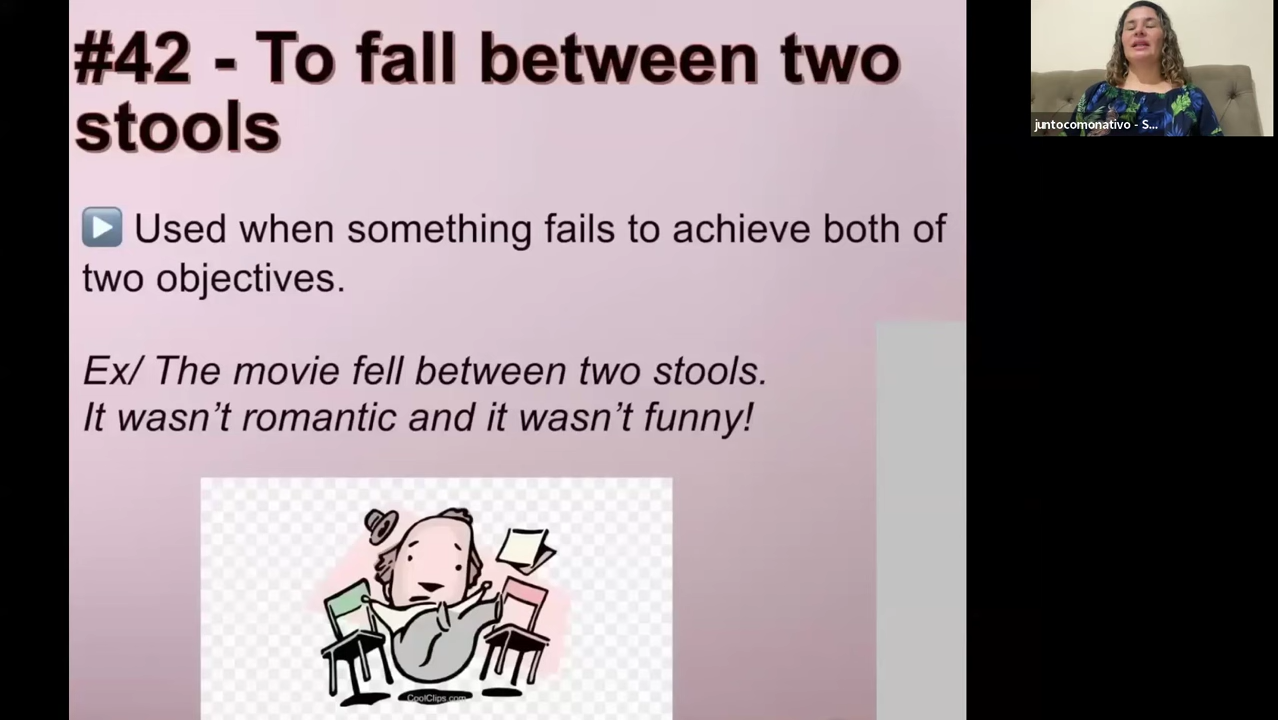 #42 - To fall between two
stools
Used when something fails to achieve both of
two objectives.
Ex/ The movie fell between two stools.
It wasn’t romantic and it wasn’t funny!
CoolClips.com
juntocomonativo - S...